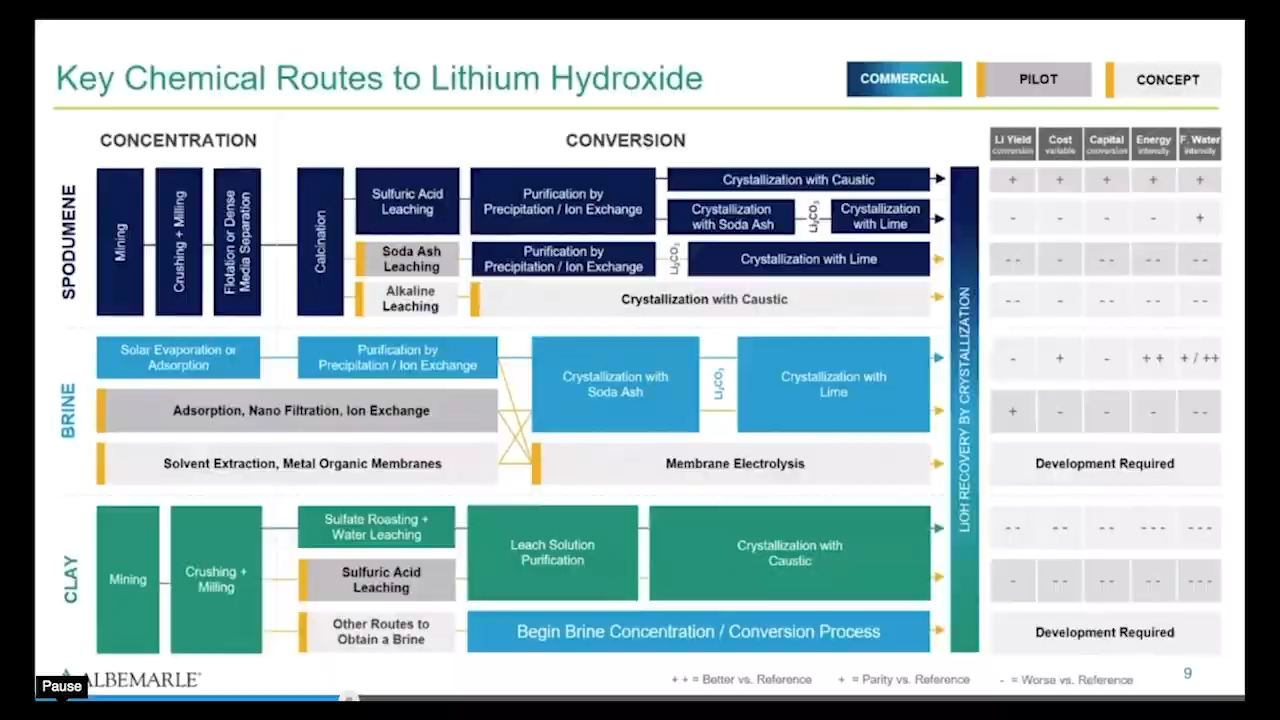 Key Chemical Routes to Lithium Hydroxide
COMMERCIAL
PILOT
CONCEPT
CONCENTRATION
CONVERSION
Li Yield
conversion
Cost
variable
Capital
conversion
Energy
intensity
F. Water
intensity
SPODUMENE
Mining
Crushing + Milling
Flotation or Dense
Media Separation
Calcination
Sulfuric Acid
Leaching
Purification by
Precipitation / Ion Exchange
Crystallization with Caustic
+ + + + +
Crystallization
with Soda Ash
Li₂CO₃
Crystallization
with Lime
- - - - +
Soda Ash
Leaching
Purification by
Precipitation / Ion Exchange
Li₂CO₃
Crystallization with Lime
-- - -- -- --
Alkaline
Leaching
Crystallization with Caustic
-- - -- -- --
BRINE
Solar Evaporation or
Adsorption
Purification by
Precipitation / Ion Exchange
Crystallization with
Soda Ash
Li₂CO₃
Crystallization with
Lime
- + - ++ + / ++
Adsorption, Nano Filtration, Ion Exchange
+ - - - --
Solvent Extraction, Metal Organic Membranes
Membrane Electrolysis
Development Required
LiOH RECOVERY BY CRYSTALLIZATION
CLAY
Mining
Crushing +
Milling
Sulfate Roasting +
Water Leaching
Leach Solution
Purification
Crystallization with
Caustic
-- -- -- --- ---
Sulfuric Acid
Leaching
- -- -- -- ---
Other Routes to
Obtain a Brine
Begin Brine Concentration / Conversion Process
Development Required
ALBEMARLE®
Pause
+ + = Better vs. Reference
+ = Parity vs. Reference
- = Worse vs. Reference
9